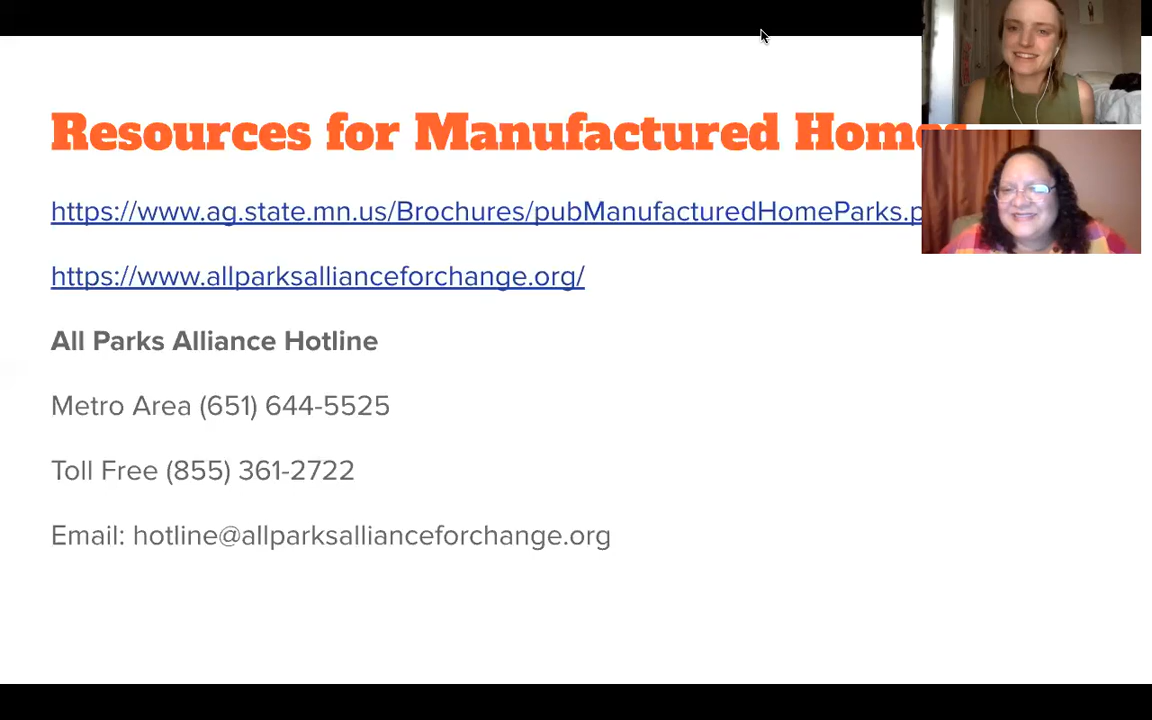 Resources for Manufactured Homes
https://www.ag.state.mn.us/Brochures/pubManufacturedHomeParks.p
https://www.allparksallianceforchange.org/
All Parks Alliance Hotline
Metro Area (651) 644-5525
Toll Free (855) 361-2722
Email: hotline@allparksallianceforchange.org